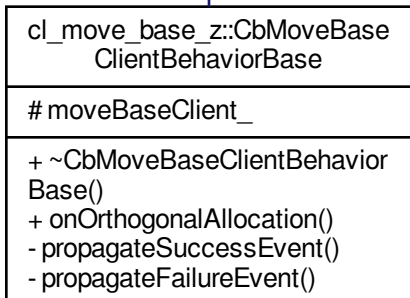 cl_move_base_z::CbMoveBase
ClientBehaviorBase
# moveBaseClient_
+ ~CbMoveBaseClientBehavior
Base()
+ onOrthogonalAllocation()
- propagateSuccessEvent()
- propagateFailureEvent()